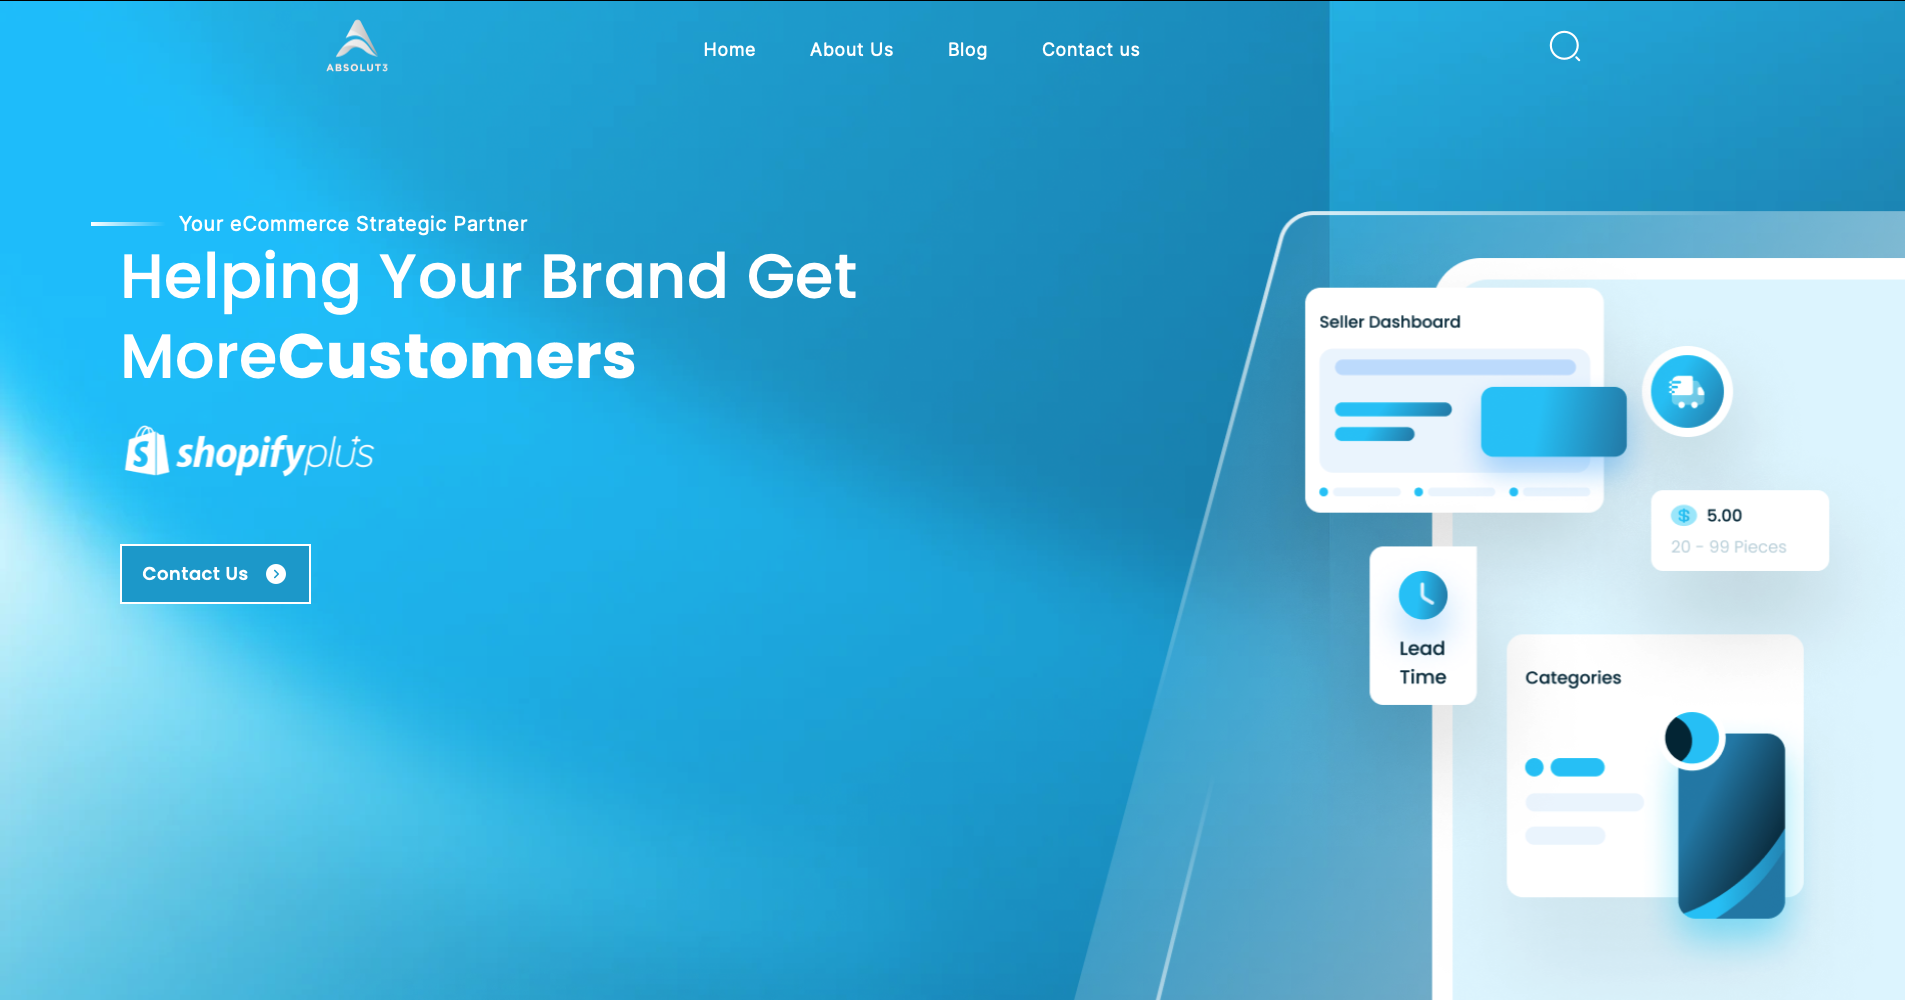 ABSOLUT3
Home
About Us
Blog
Contact us
Your eCommerce Strategic Partner
Helping Your Brand Get
MoreCustomers
shopifyplus
Contact Us
Seller Dashboard
$ 5.00
20 - 99 Pieces
Lead
Time
Categories